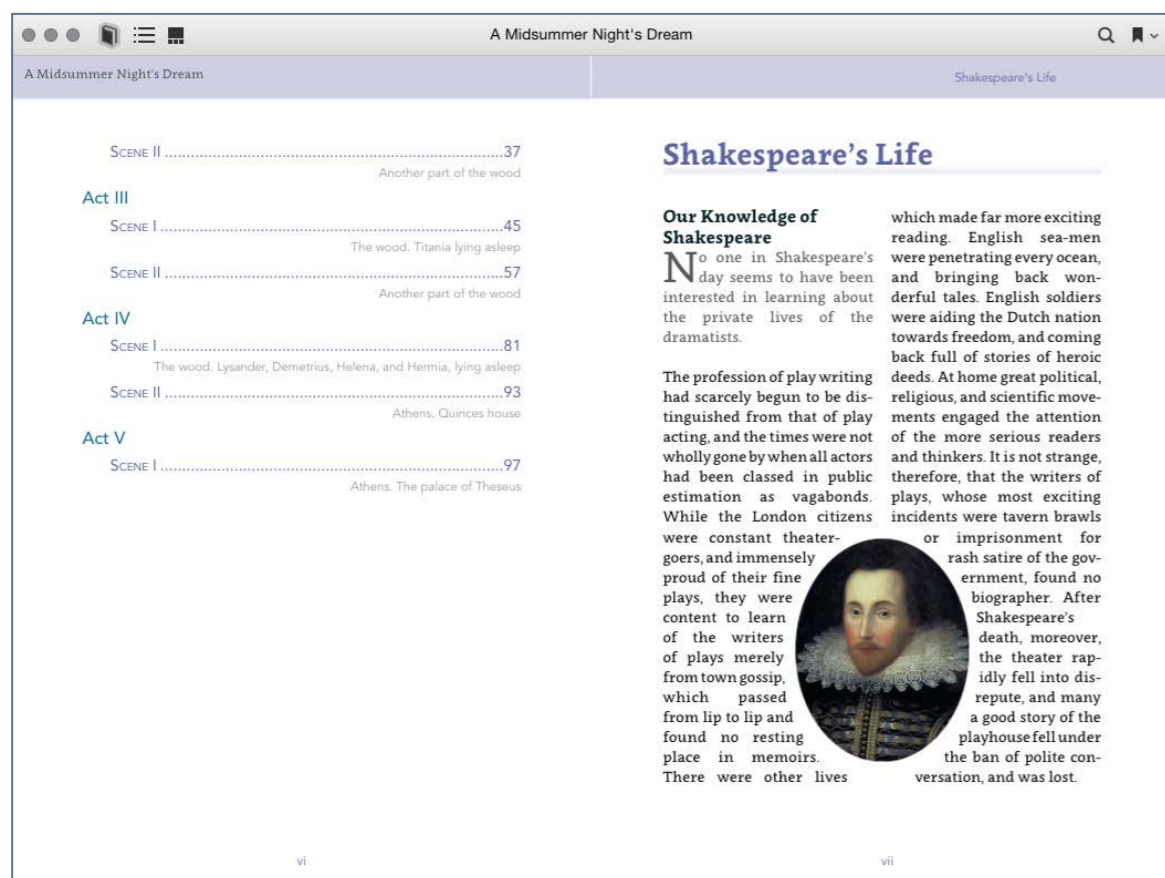 A Midsummer Night's Dream
A Midsummer Night's Dream
Shakespeare's Life
SCENE II ..............................................................................37
Another part of the wood
Act III
SCENE I ...............................................................................45
The wood. Titania lying asleep
SCENE II ..............................................................................57
Another part of the wood
Act IV
SCENE I ...............................................................................81
The wood. Lysander, Demetrius, Helena, and Hermia, lying asleep
SCENE II ..............................................................................93
Athens. Quinces house
Act V
SCENE I ...............................................................................97
Athens. The palace of Theseus
vi
Shakespeare's Life
Our Knowledge of
Shakespeare
No one in Shakespeare's
day seems to have been
interested in learning about
the private lives of the
dramatists.
The profession of play writing
had scarcely begun to be dis-
tinguished from that of play
acting, and the times were not
wholly gone by when all actors
had been classed in public
estimation as vagabonds.
While the London citizens
were constant theater-
goers, and immensely
proud of their fine
plays, they were
content to learn
of the writers
of plays merely
from town gossip,
which passed
from lip to lip and
found no resting
place in memoirs.
There were other lives
which made far more exciting
reading. English sea-men
were penetrating every ocean,
and bringing back won-
derful tales. English soldiers
were aiding the Dutch nation
towards freedom, and coming
back full of stories of heroic
deeds. At home great political,
religious, and scientific move-
ments engaged the attention
of the more serious readers
and thinkers. It is not strange,
therefore, that the writers of
plays, whose most exciting
incidents were tavern brawls
or imprisonment for
rash satire of the gov-
ernment, found no
biographer. After
Shakespeare's
death, moreover,
the theater rap-
idly fell into dis-
repute, and many
a good story of the
playhouse fell under
the ban of polite con-
versation, and was lost.
vii